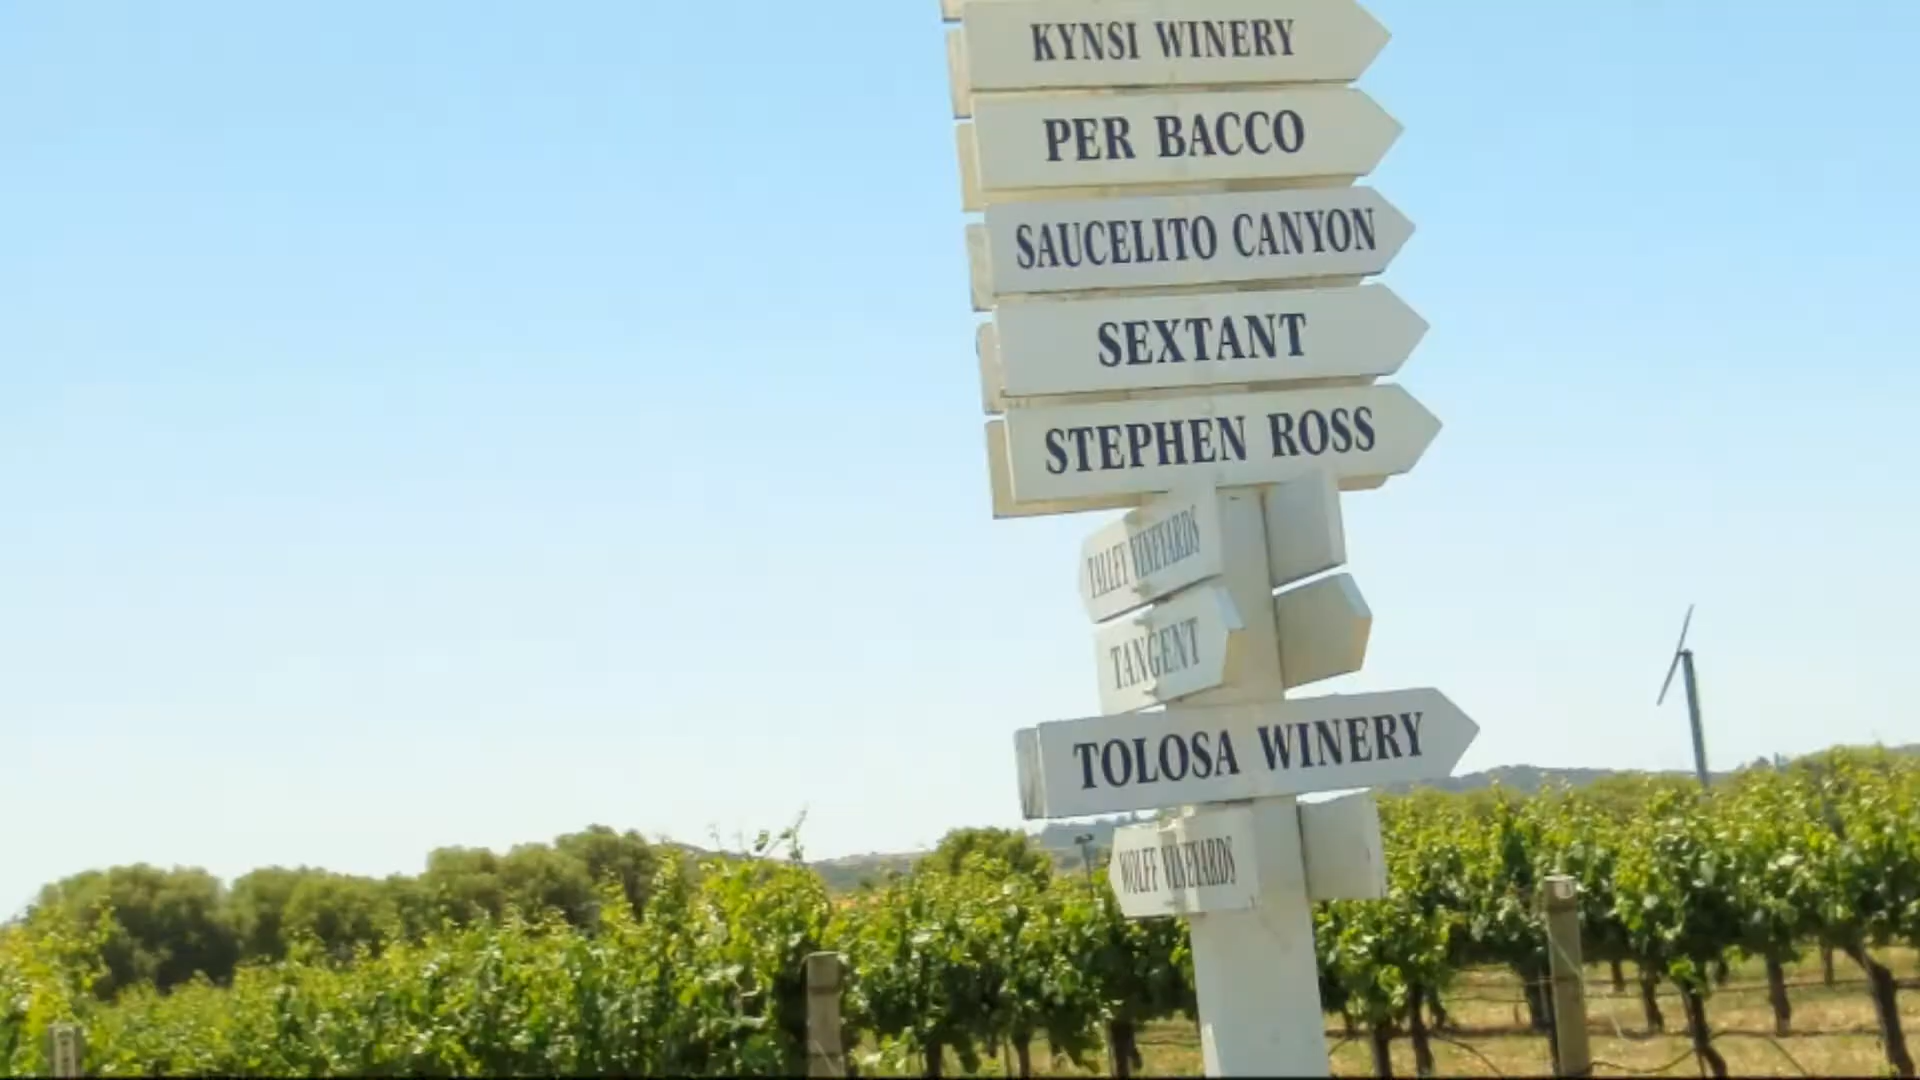 KYNSI WINERY
PER BACCO
SAUCELITO CANYON
SEXTANT
STEPHEN ROSS
TALLEY VINEYARDS
TANGENT
TOLOSA WINERY
WOLFF VINEYARDS